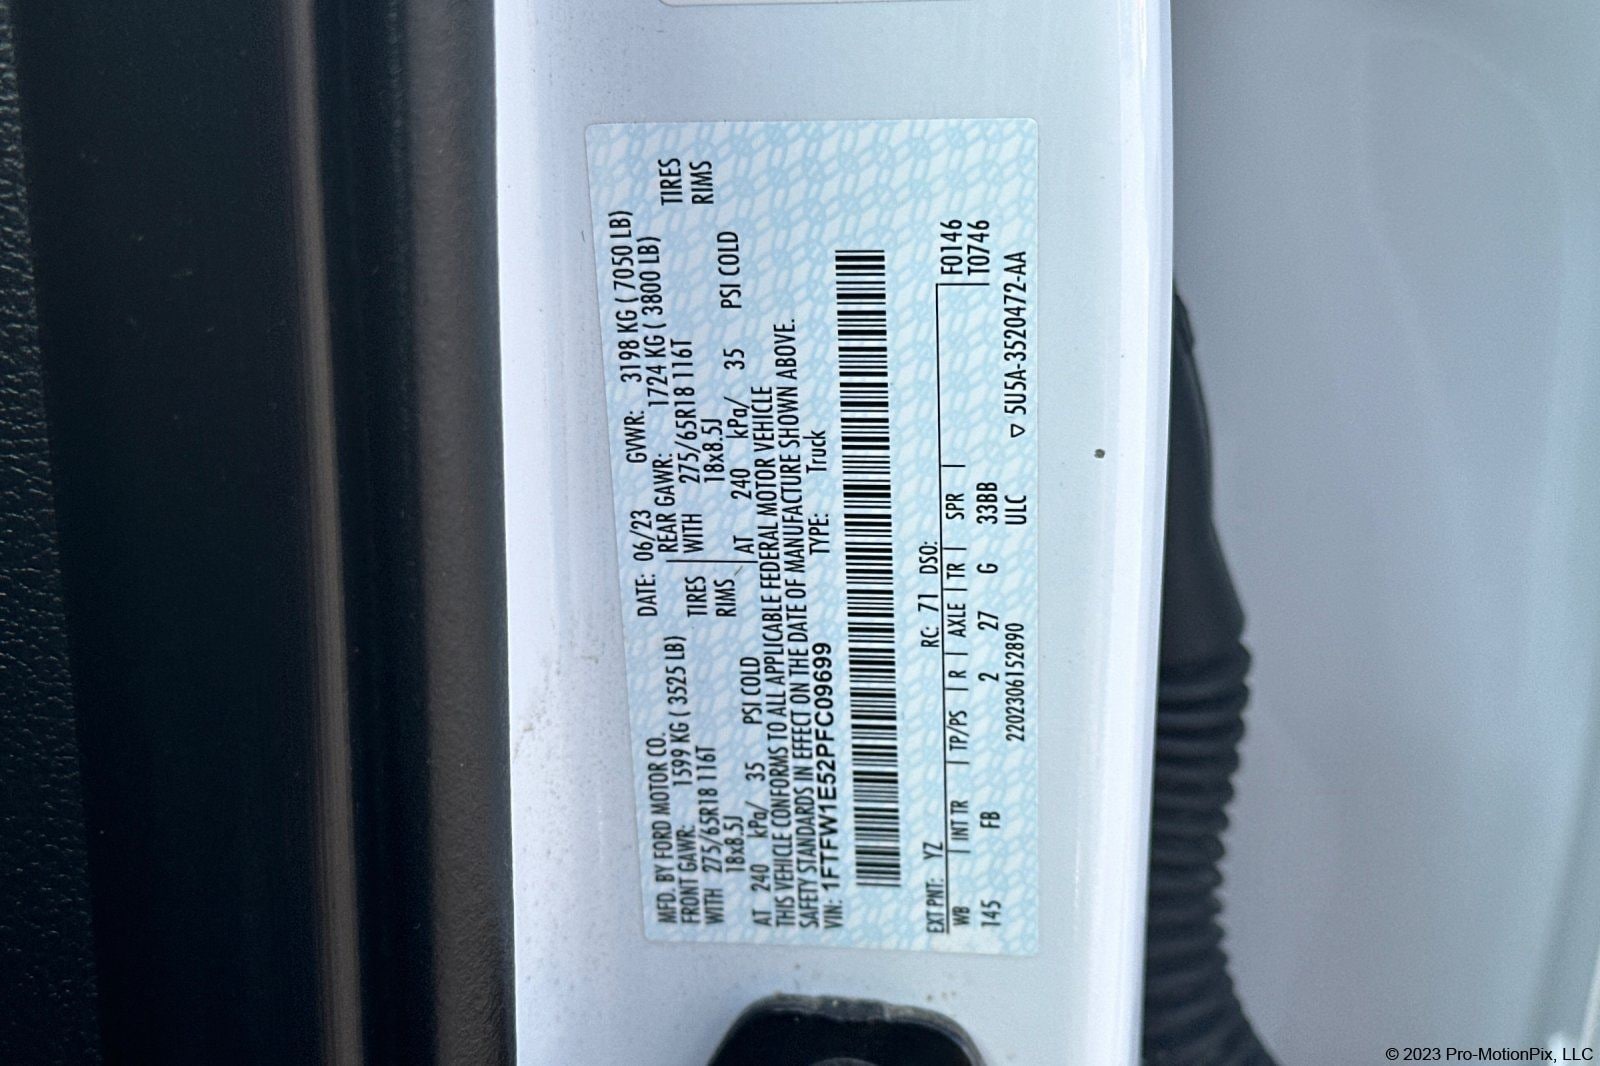 MFD. BY FORD MOTOR CO.
DATE: 06/23 GVWR: 3198 KG ( 7050 LB)
FRONT GAWR: 1599 KG ( 3525 LB)
REAR GAWR: 1724 KG ( 3800 LB)
WITH 275/65R18 116T TIRES
WITH 275/65R18 116T TIRES
18x8.5J RIMS
18x8.5J RIMS
AT 240 kPa/ 35 PSI COLD
AT 240 kPa/ 35 PSI COLD
THIS VEHICLE CONFORMS TO ALL APPLICABLE FEDERAL MOTOR VEHICLE
SAFETY STANDARDS IN EFFECT ON THE DATE OF MANUFACTURE SHOWN ABOVE.
VIN: 1FTFW1E52PFC09699 TYPE: Truck
EXT PNT: YZ RC: 71 DSO: F0146
WB | INT TR | TP/PS | R | AXLE | TR | SPR | T0746
145 FB 2 27 G 33BB
2202306152890 ULC ▽ 5U5A-3520472-AA
© 2023 Pro-MotionPix, LLC